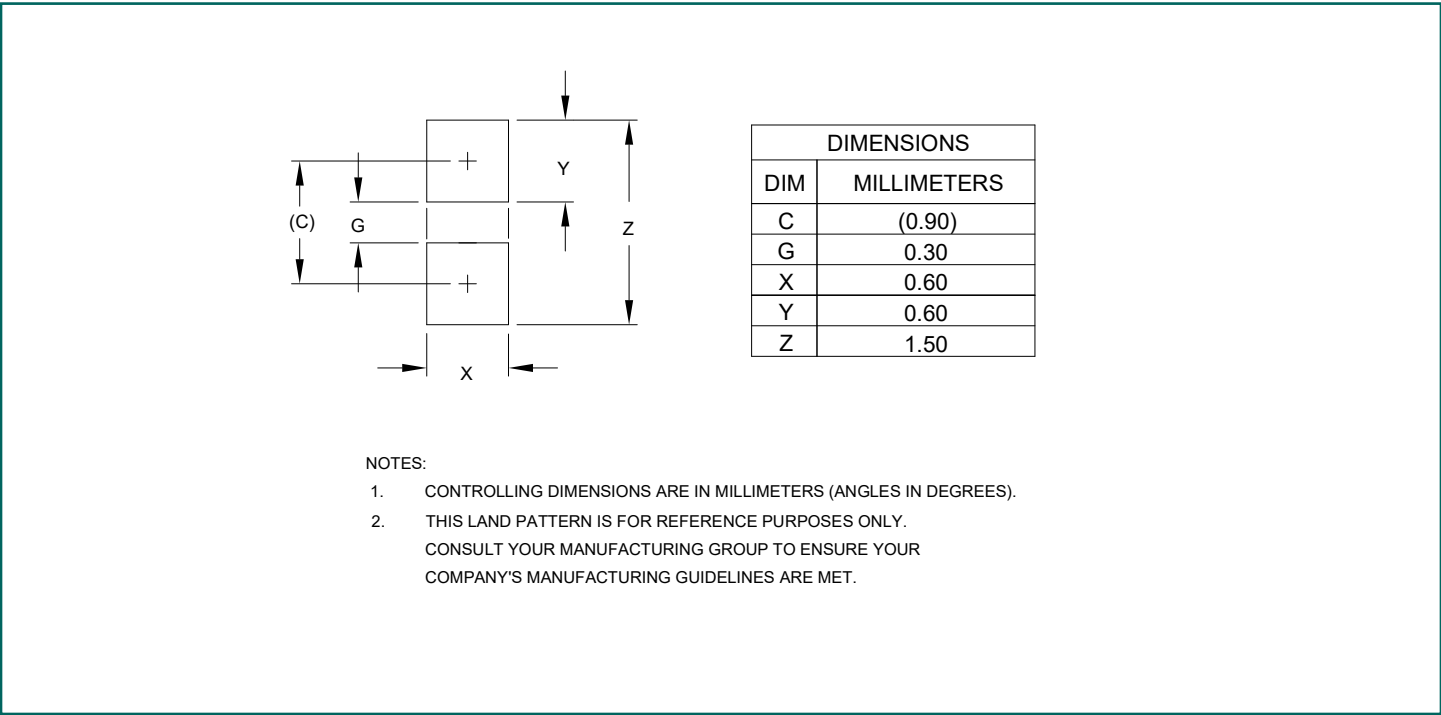 (C)
G
Y
Z
X
DIMENSIONS
DIM MILLIMETERS
C (0.90)
G 0.30
X 0.60
Y 0.60
Z 1.50
NOTES:
1. CONTROLLING DIMENSIONS ARE IN MILLIMETERS (ANGLES IN DEGREES).
2. THIS LAND PATTERN IS FOR REFERENCE PURPOSES ONLY.
CONSULT YOUR MANUFACTURING GROUP TO ENSURE YOUR
COMPANY'S MANUFACTURING GUIDELINES ARE MET.